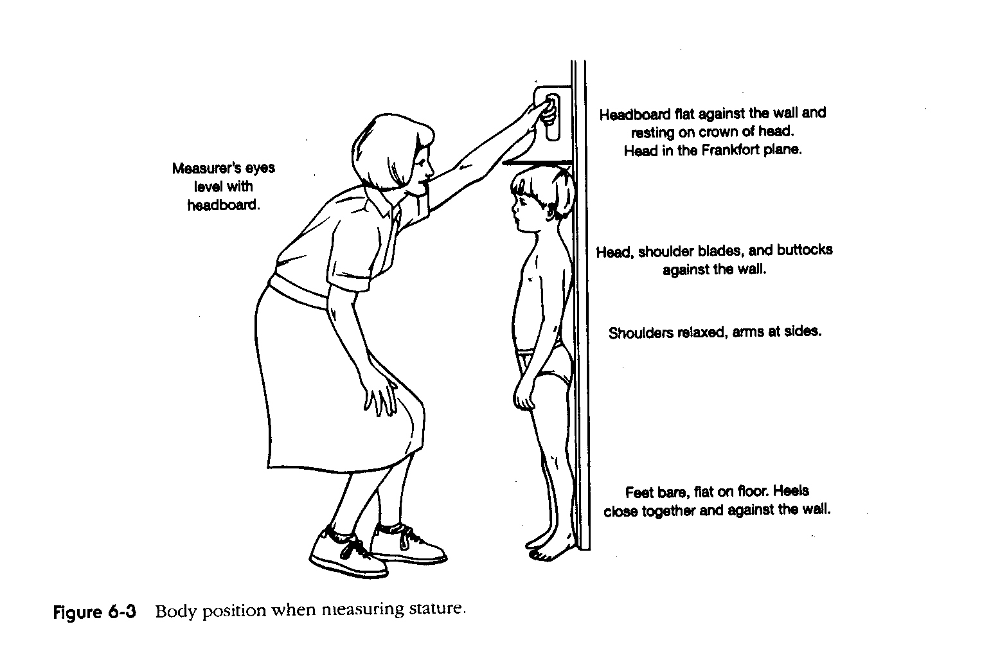 Headboard flat against the wall and
resting on crown of head.
Head in the Frankfort plane.
Measurer's eyes
level with
headboard.
Head, shoulder blades, and buttocks
against the wall.
Shoulders relaxed, arms at sides.
Feet bare, flat on floor. Heels
close together and against the wall.
Figure 6-3 Body position when measuring stature.